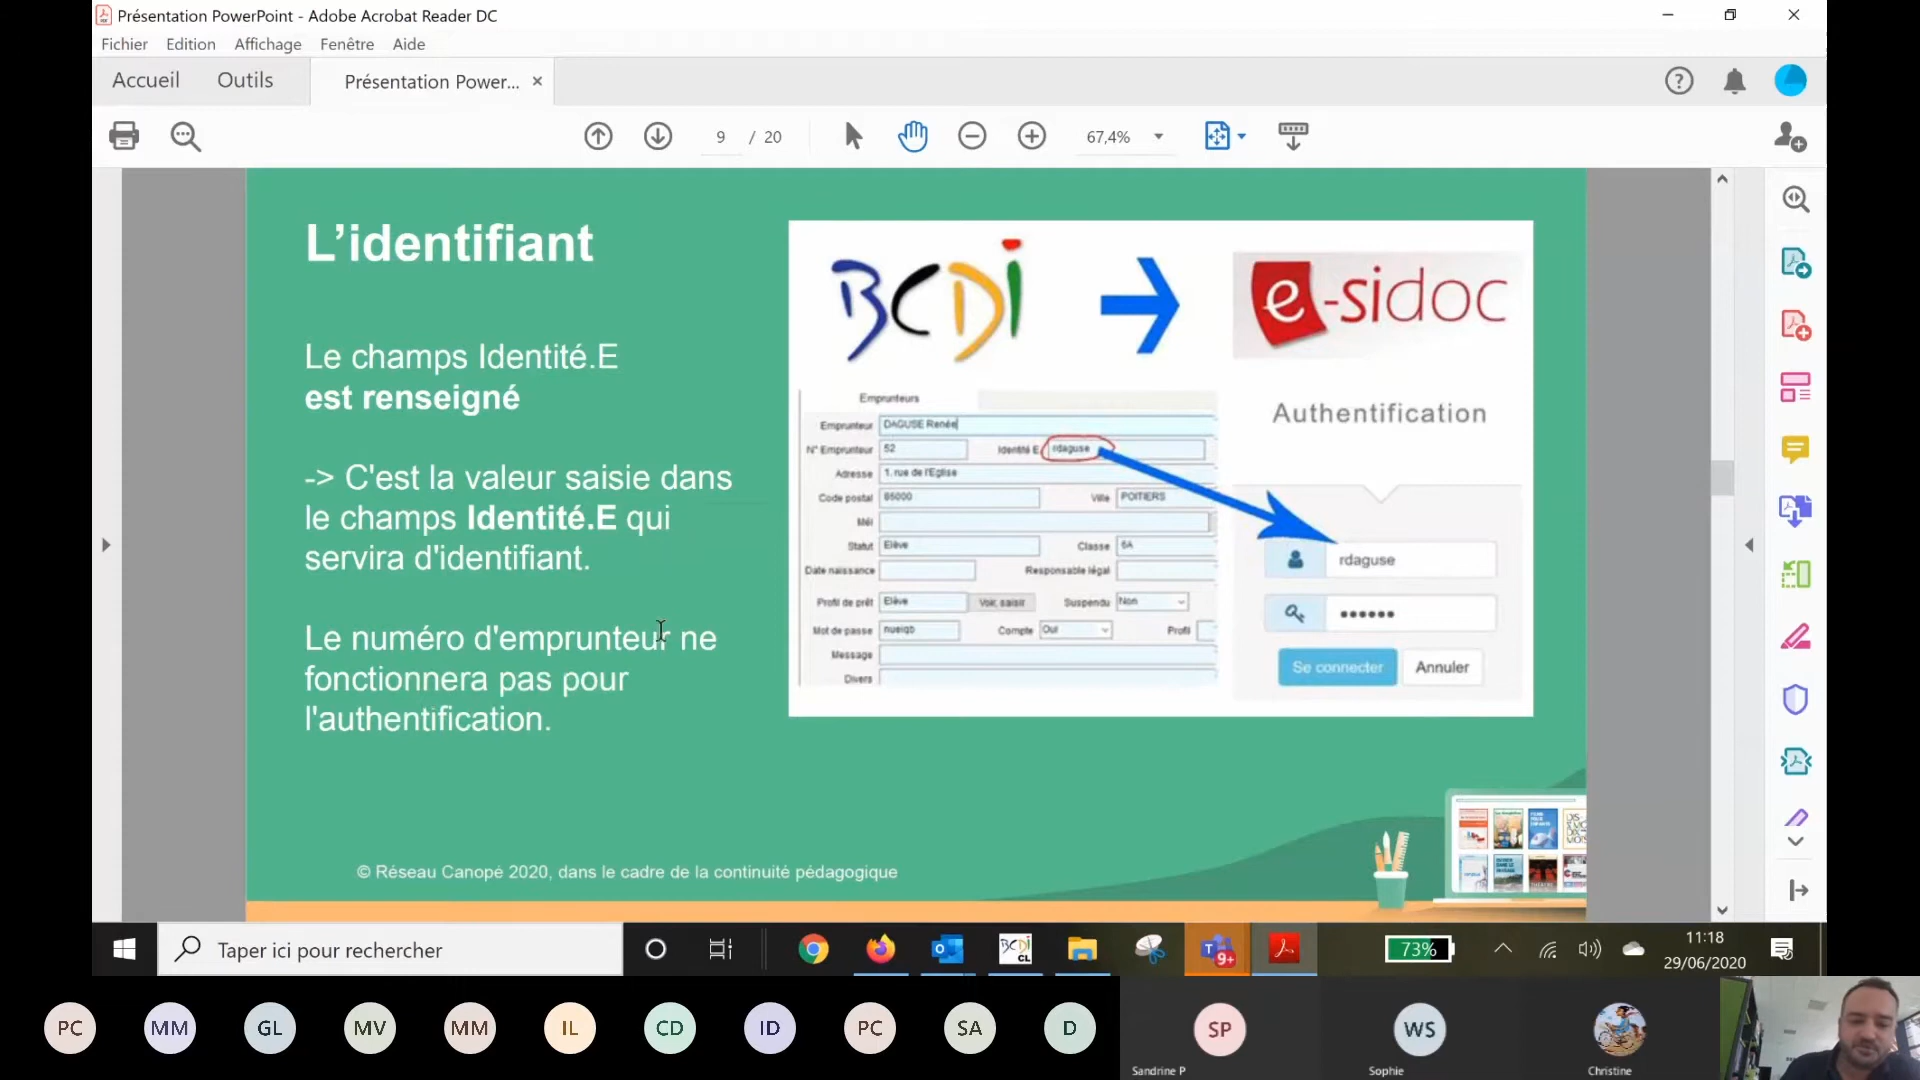 Présentation PowerPoint - Adobe Acrobat Reader DC
Fichier Edition Affichage Fenêtre Aide
Accueil Outils Présentation Power... ×
9 / 20 67,4%
L'identifiant
Le champs Identité.E
est renseigné
-> C'est la valeur saisie dans
le champs Identité.E qui
servira d'identifiant.
Le numéro d'emprunteur ne
fonctionnera pas pour
l'authentification.
BCDI
e-sidoc
Emprunteurs
Emprunteur DAGUSE Renée
N° Emprunteur 52 Identité E. rdaguse
Adresse 1, rue de l'Eglise
Code postal 86000 Ville POITIERS
Mél
Statut Elève Classe 6A
Date naissance Responsable légal
Profil de prêt Elève Voir, saisir Suspendu Non
Mot de passe nueiqb Compte Oui Profil
Message
Divers
Authentification
rdaguse
••••••
Se connecter Annuler
© Réseau Canopé 2020, dans le cadre de la continuité pédagogique
Taper ici pour rechercher
BCDI
CL
T 9+
73%
11:18
29/06/2020
PC MM GL MV MM IL CD ID PC SA D SP WS
Sandrine P Sophie Christine